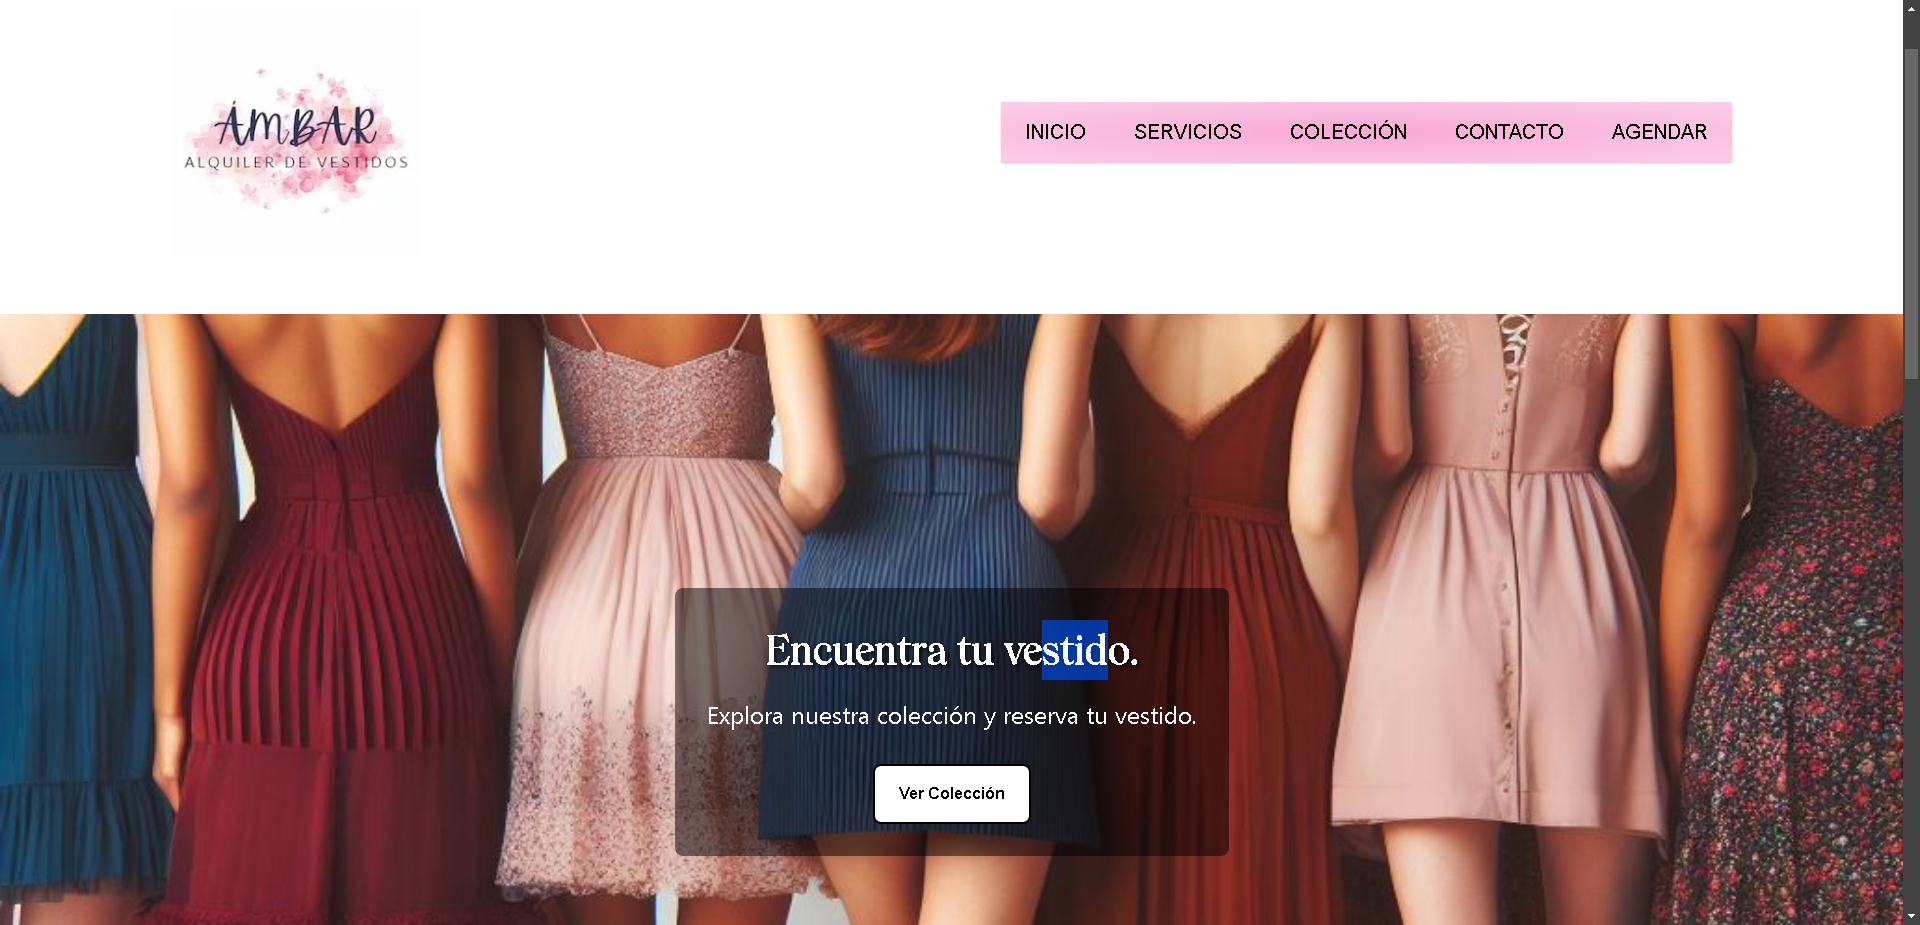 ÁMBAR
ALQUILER DE VESTIDOS
INICIO SERVICIOS COLECCIÓN CONTACTO AGENDAR
Encuentra tu vestido.
Explora nuestra colección y reserva tu vestido.
Ver Colección